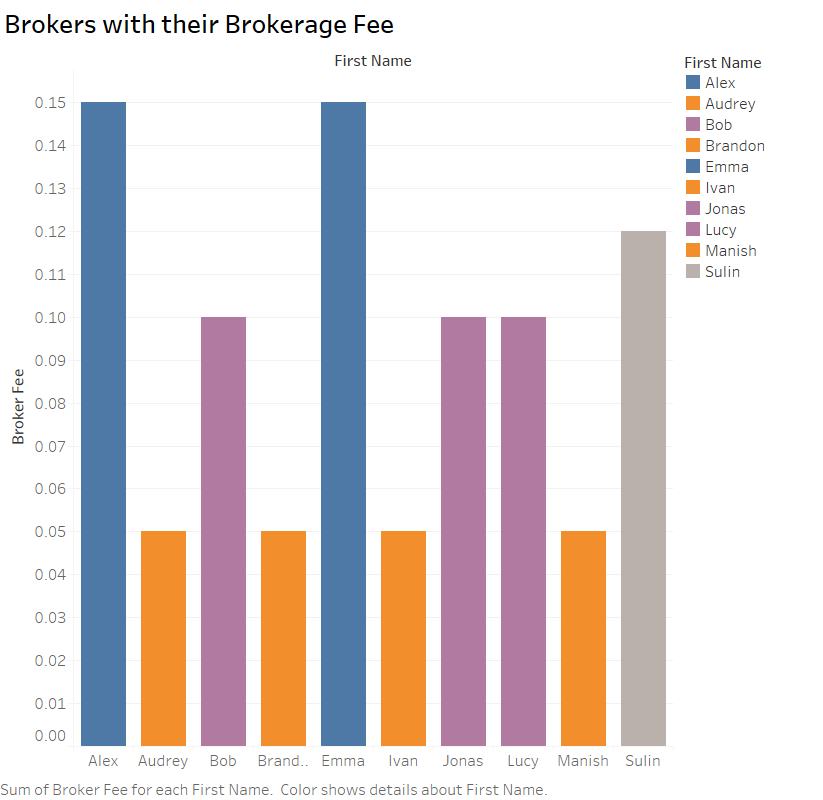 Brokers with their Brokerage Fee
First Name
First Name
Alex
Audrey
Bob
Brandon
Emma
Ivan
Jonas
Lucy
Manish
Sulin
Broker Fee
0.15
0.14
0.13
0.12
0.11
0.10
0.09
0.08
0.07
0.06
0.05
0.04
0.03
0.02
0.01
0.00
Alex Audrey Bob Brand.. Emma Ivan Jonas Lucy Manish Sulin
Sum of Broker Fee for each First Name. Color shows details about First Name.